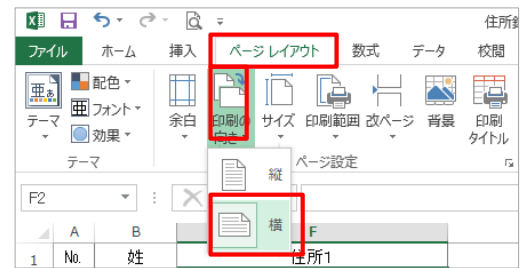 住所
ファイル ホーム 挿入 ページ レイアウト 数式 データ 校閲
亜ぁ 配色
亜 フォント
効果
テーマ 余白 印刷の向き サイズ 印刷範囲 改ページ 背景 印刷タイトル
テーマ ページ設定
縦
F2
横
A B F
1 No. 姓 住所1